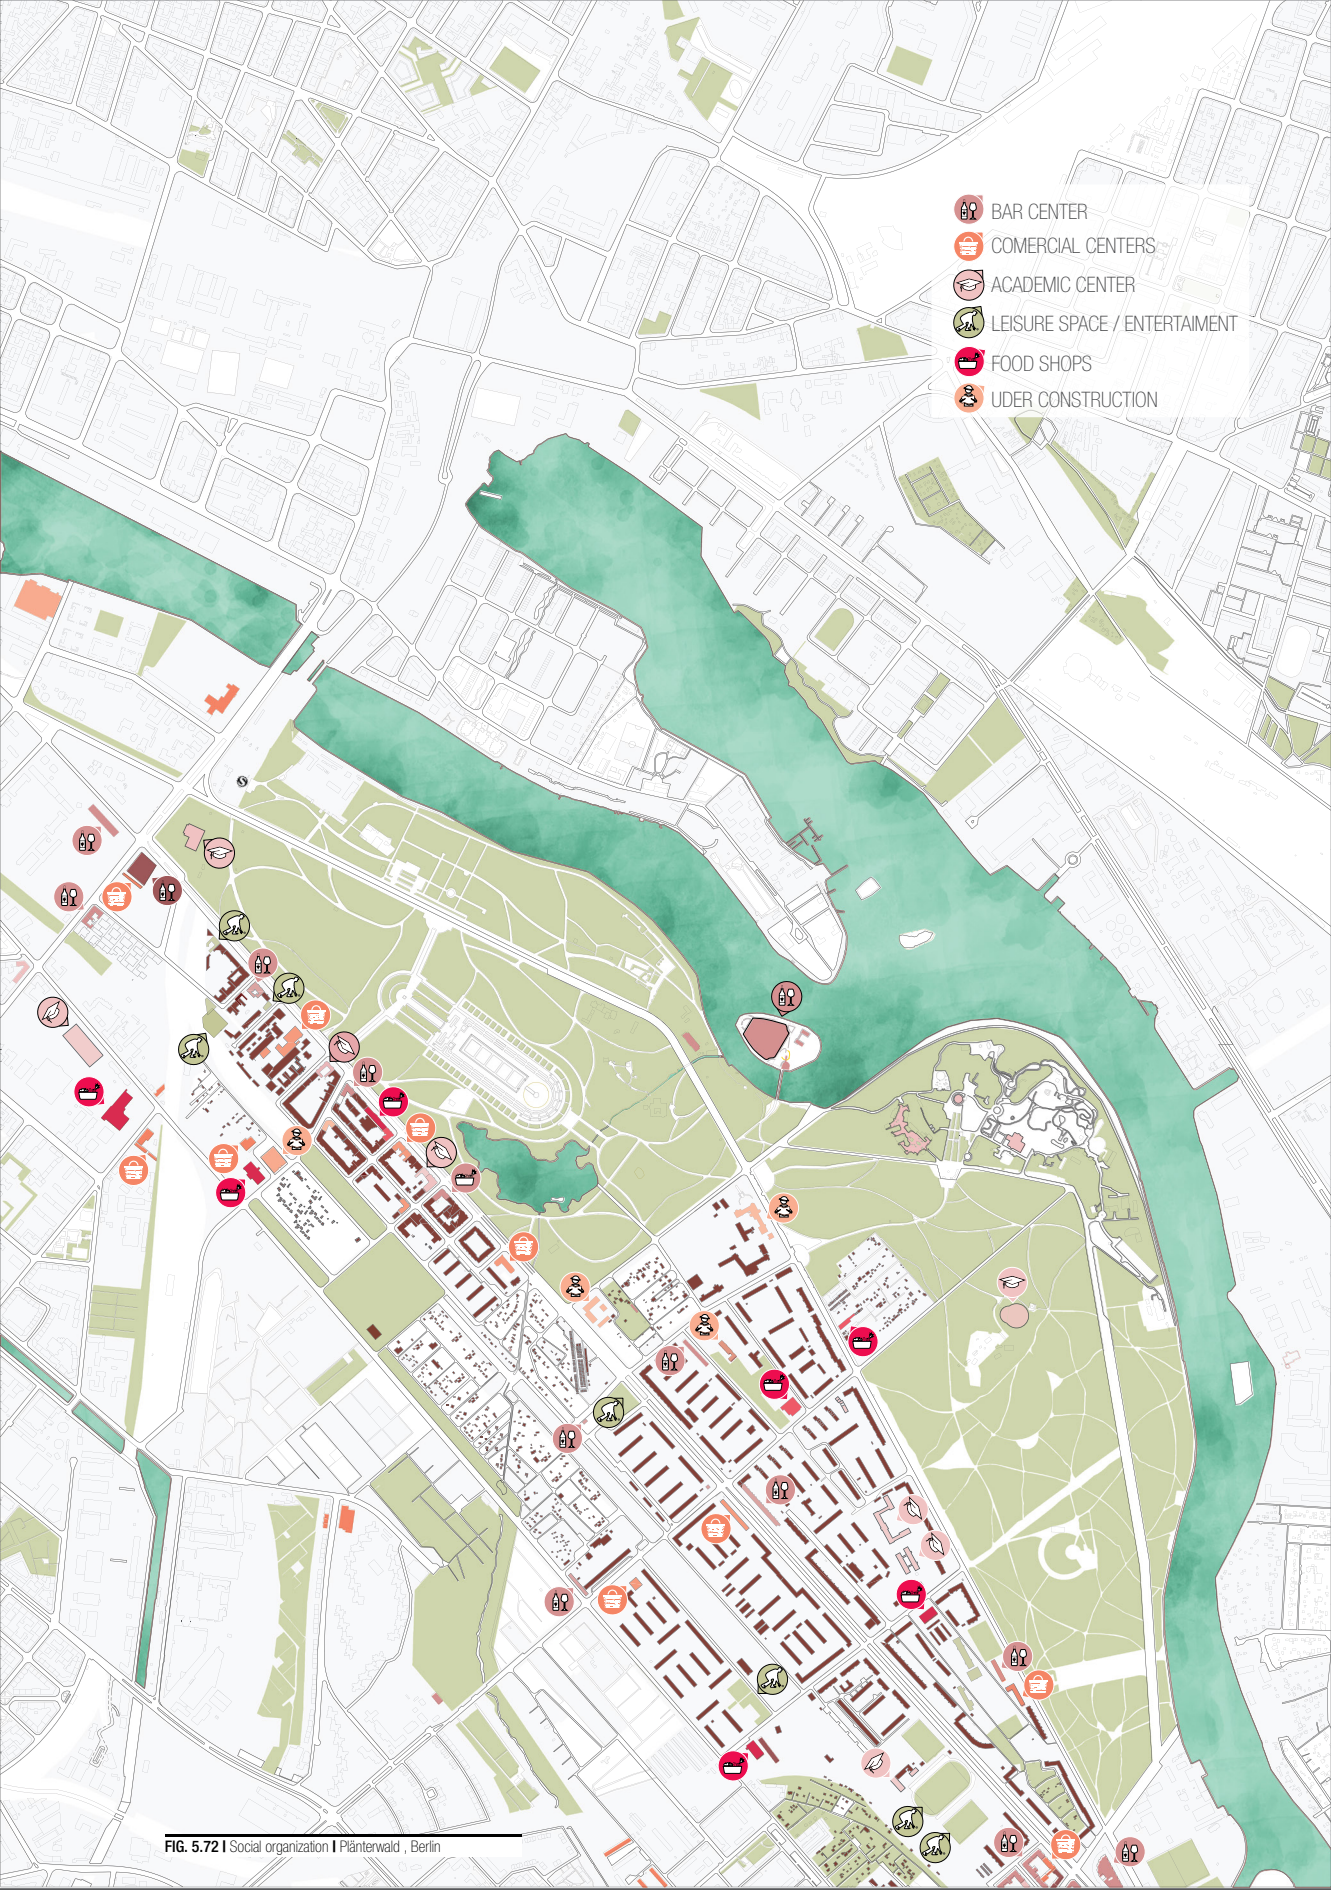 BAR CENTER
COMERCIAL CENTERS
ACADEMIC CENTER
LEISURE SPACE / ENTERTAIMENT
FOOD SHOPS
UDER CONSTRUCTION
S
FIG. 5.72 I Social organization I Plänterwald , Berlin